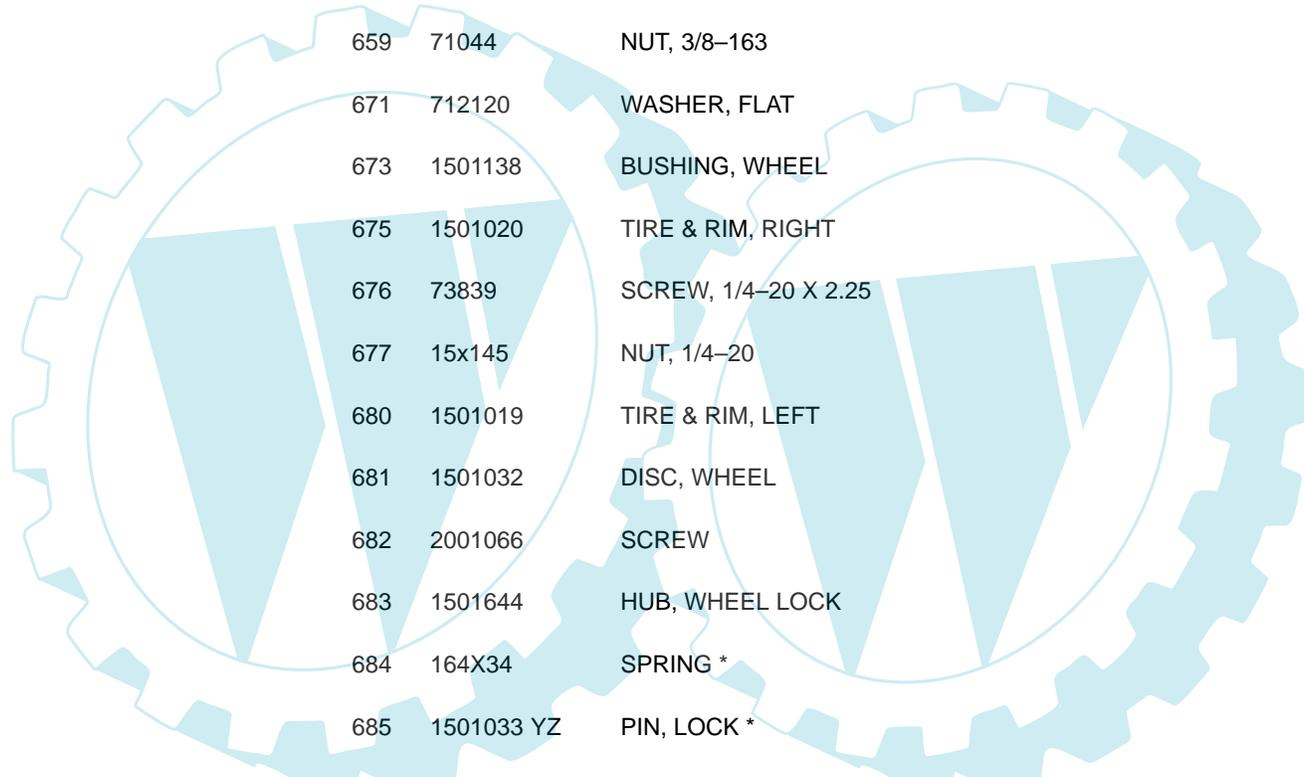 659 71044 NUT, 3/8–163
671 712120 WASHER, FLAT
673 1501138 BUSHING, WHEEL
675 1501020 TIRE & RIM, RIGHT
676 73839 SCREW, 1/4–20 X 2.25
677 15x145 NUT, 1/4–20
680 1501019 TIRE & RIM, LEFT
681 1501032 DISC, WHEEL
682 2001066 SCREW
683 1501644 HUB, WHEEL LOCK
684 164X34 SPRING *
685 1501033 YZ PIN, LOCK *